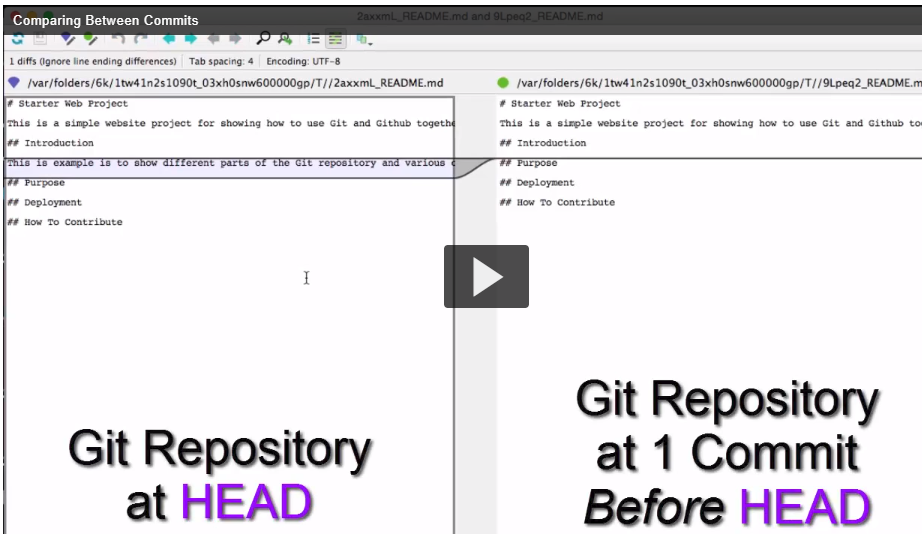 2axxmL_README.md and 9Lpeq2_README.md
Comparing Between Commits
1 diffs (Ignore line ending differences) Tab spacing: 4 Encoding: UTF-8
/var/folders/6k/1tw41n2s1090t_03xh0snw600000gp/T//2axxmL_README.md
# Starter Web Project
This is a simple website project for showing how to use Git and Github togethe
## Introduction
This is example is to show different parts of the Git repository and various
## Purpose
## Deployment
## How To Contribute
/var/folders/6k/1tw41n2s1090t_03xh0snw600000gp/T//9Lpeq2_README.m
# Starter Web Project
This is a simple website project for showing how to use Git and Github to
## Introduction
## Purpose
## Deployment
## How To Contribute
Git Repository
at HEAD
Git Repository
at 1 Commit
Before HEAD